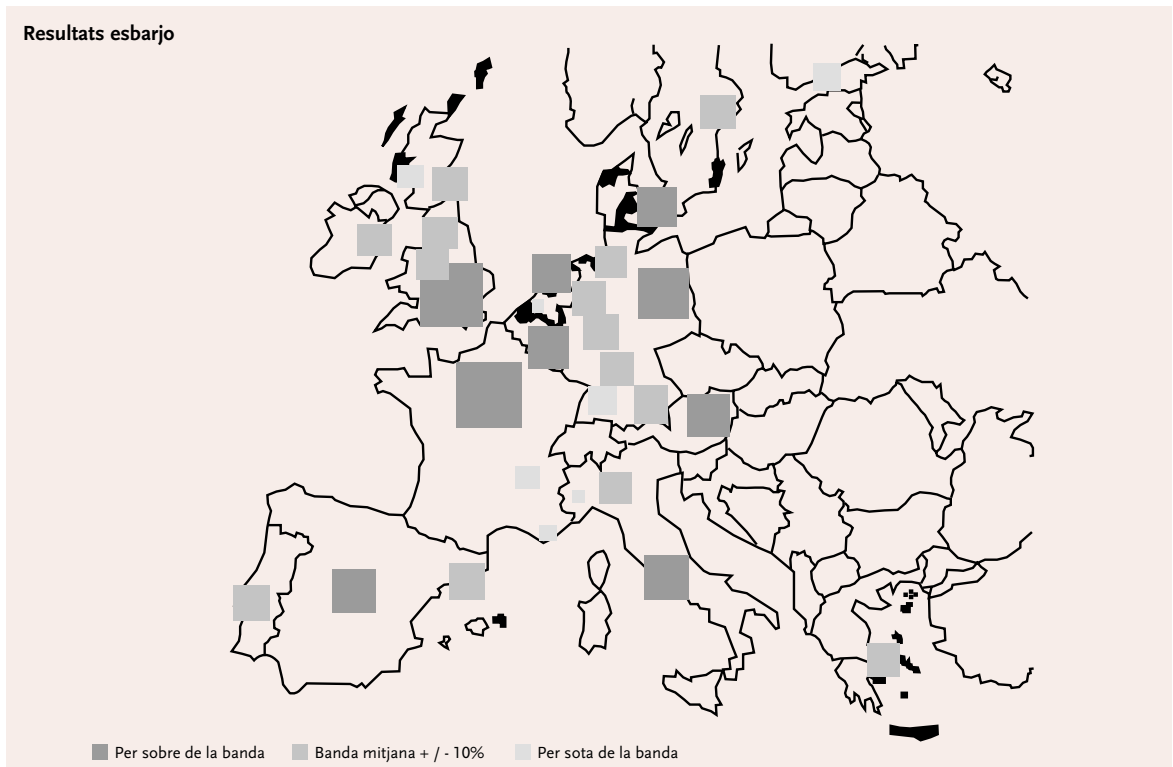 Resultats esbarjo
Per sobre de la banda Banda mitjana + / - 10% Per sota de la banda